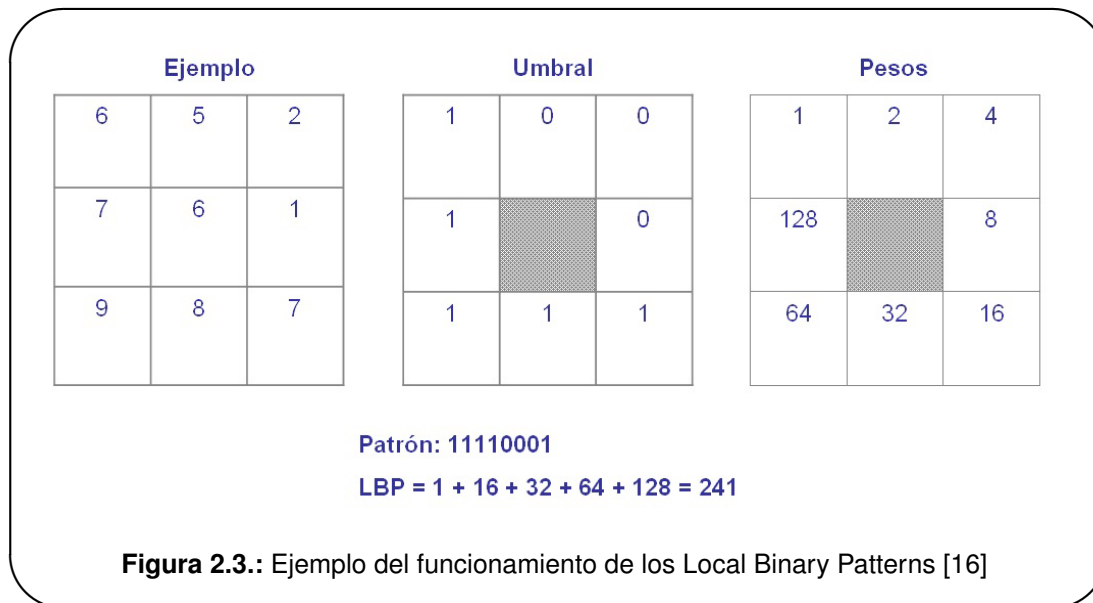 Ejemplo Umbral Pesos
6 5 2 1 0 0 1 2 4
7 6 1 1 0 128 8
9 8 7 1 1 1 64 32 16
Patrón: 11110001
LBP = 1 + 16 + 32 + 64 + 128 = 241
Figura 2.3.: Ejemplo del funcionamiento de los Local Binary Patterns [16]